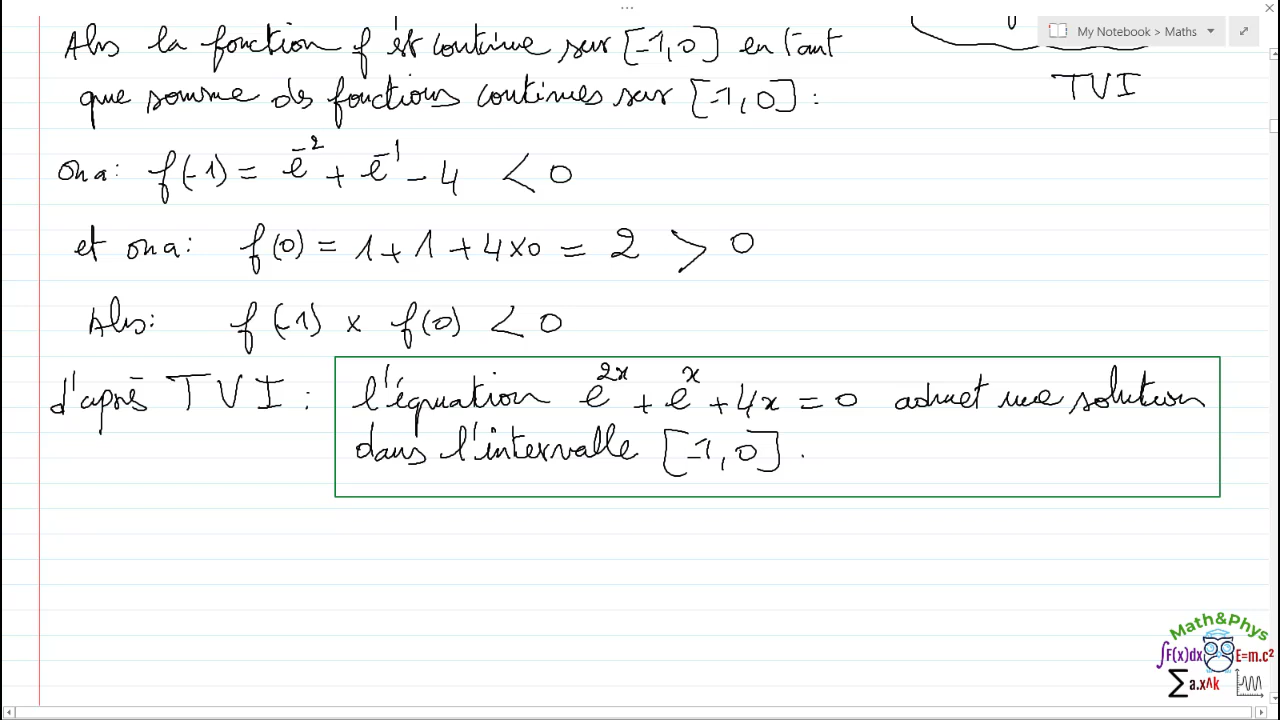 My Notebook > Maths
Alors la fonction f est continue sur [-1,0] en tant
que somme des fonctions continues sur [-1,0] :
TVI
on a : f(-1) = e⁻² + e⁻¹ - 4 < 0
et on a : f(0) = 1 + 1 + 4×0 = 2 > 0
Alors : f(-1) × f(0) < 0
d'après TVI : l'équation e²ˣ + eˣ + 4x = 0 admet une solution
dans l'intervalle [-1,0] .
Math&Phys
∫F(x)dx E=m.c²
∑ a.x^k